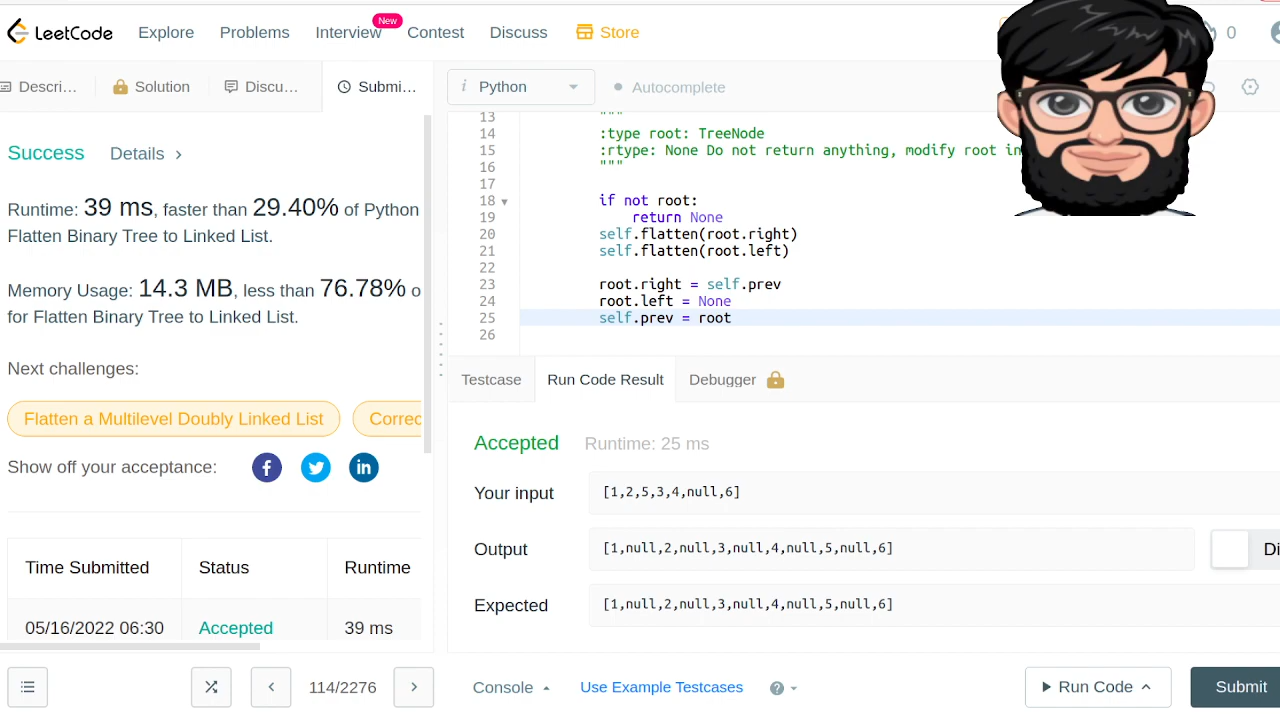 LeetCode Explore Problems Interview New Contest Discuss Store 0
Descri... Solution Discu... Submi...
Success Details >
Runtime: 39 ms, faster than 29.40% of Python
Flatten Binary Tree to Linked List.
Memory Usage: 14.3 MB, less than 76.78% o
for Flatten Binary Tree to Linked List.
Next challenges:
Flatten a Multilevel Doubly Linked List Correc
Show off your acceptance:
Time Submitted Status Runtime
05/16/2022 06:30 Accepted 39 ms
114/2276
i Python Autocomplete
13 """
14 :type root: TreeNode
15 :rtype: None Do not return anything, modify root in
16 """
17
18 if not root:
19 return None
20 self.flatten(root.right)
21 self.flatten(root.left)
22
23 root.right = self.prev
24 root.left = None
25 self.prev = root
26
Testcase Run Code Result Debugger
Accepted Runtime: 25 ms
Your input [1,2,5,3,4,null,6]
Output [1,null,2,null,3,null,4,null,5,null,6] Di
Expected [1,null,2,null,3,null,4,null,5,null,6]
Console Use Example Testcases ? Run Code Submit